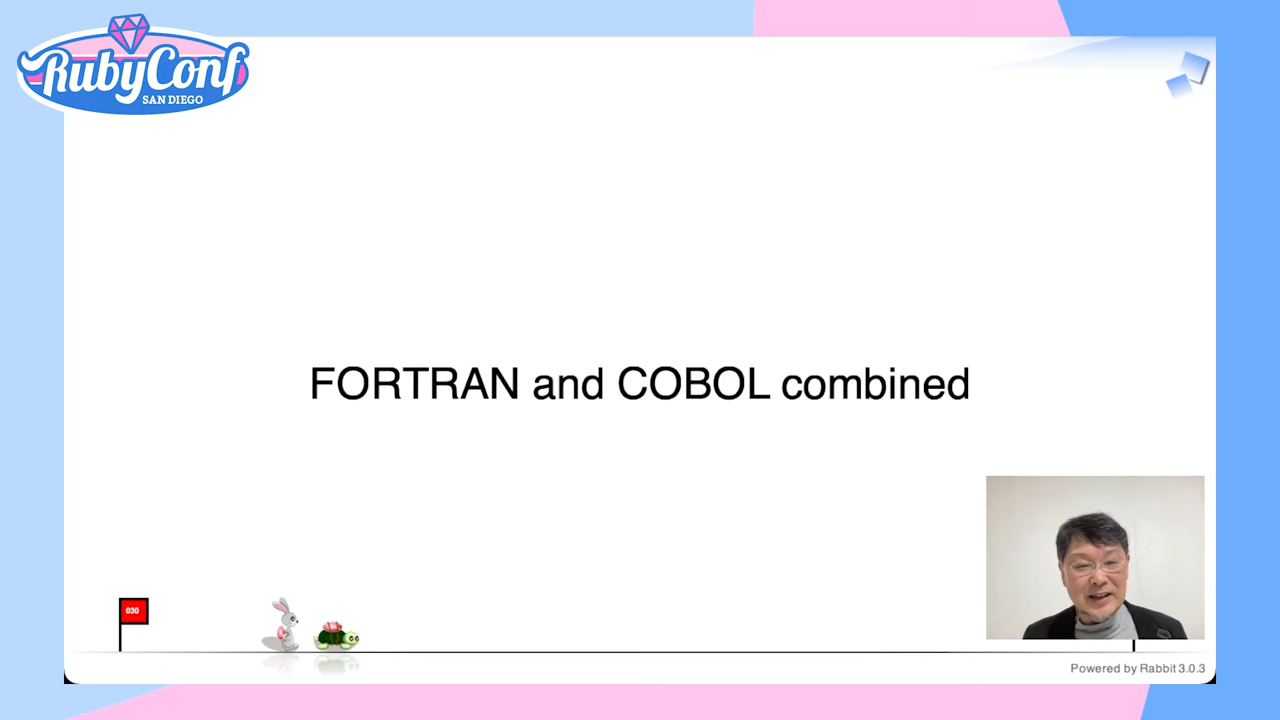 RubyConf
SAN DIEGO
FORTRAN and COBOL combined
030
Powered by Rabbit 3.0.3